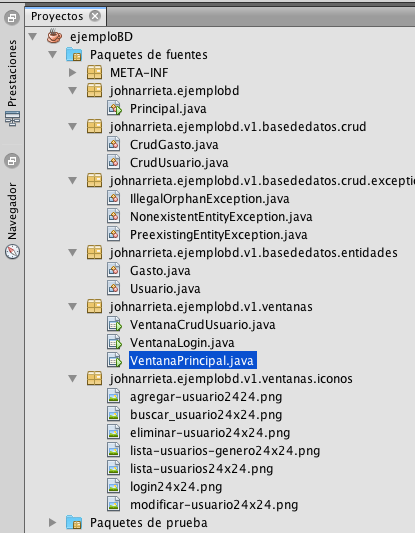 Proyectos
Prestaciones
Navegador
ejemploBD
Paquetes de fuentes
META-INF
johnarrieta.ejemplobd
Principal.java
johnarrieta.ejemplobd.v1.basededatos.crud
CrudGasto.java
CrudUsuario.java
johnarrieta.ejemplobd.v1.basededatos.crud.exceptio
IllegalOrphanException.java
NonexistentEntityException.java
PreexistingEntityException.java
johnarrieta.ejemplobd.v1.basededatos.entidades
Gasto.java
Usuario.java
johnarrieta.ejemplobd.v1.ventanas
VentanaCrudUsuario.java
VentanaLogin.java
VentanaPrincipal.java
johnarrieta.ejemplobd.v1.ventanas.iconos
agregar-usuario2424.png
buscar_usuario24x24.png
eliminar-usuario24x24.png
lista-usuarios-genero24x24.png
lista-usuarios24x24.png
login24x24.png
modificar-usuario24x24.png
Paquetes de prueba